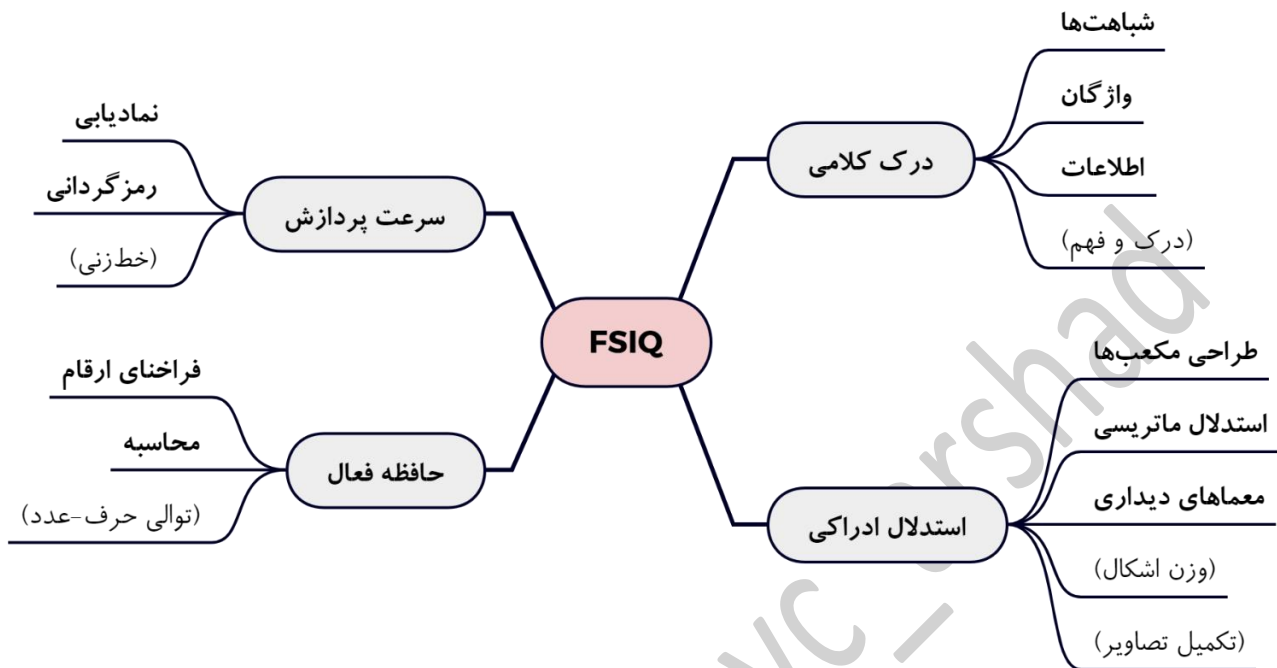 FSIQ
درک کلامی
شباهت‌ها
واژگان
اطلاعات
(درک و فهم)
استدلال ادراکی
طراحی مکعب‌ها
استدلال ماتریسی
معماهای دیداری
(وزن اشکال)
(تکمیل تصاویر)
سرعت پردازش
نمادیابی
رمزگردانی
(خط‌زنی)
حافظه فعال
فراخنای ارقام
محاسبه
(توالی حرف-عدد)